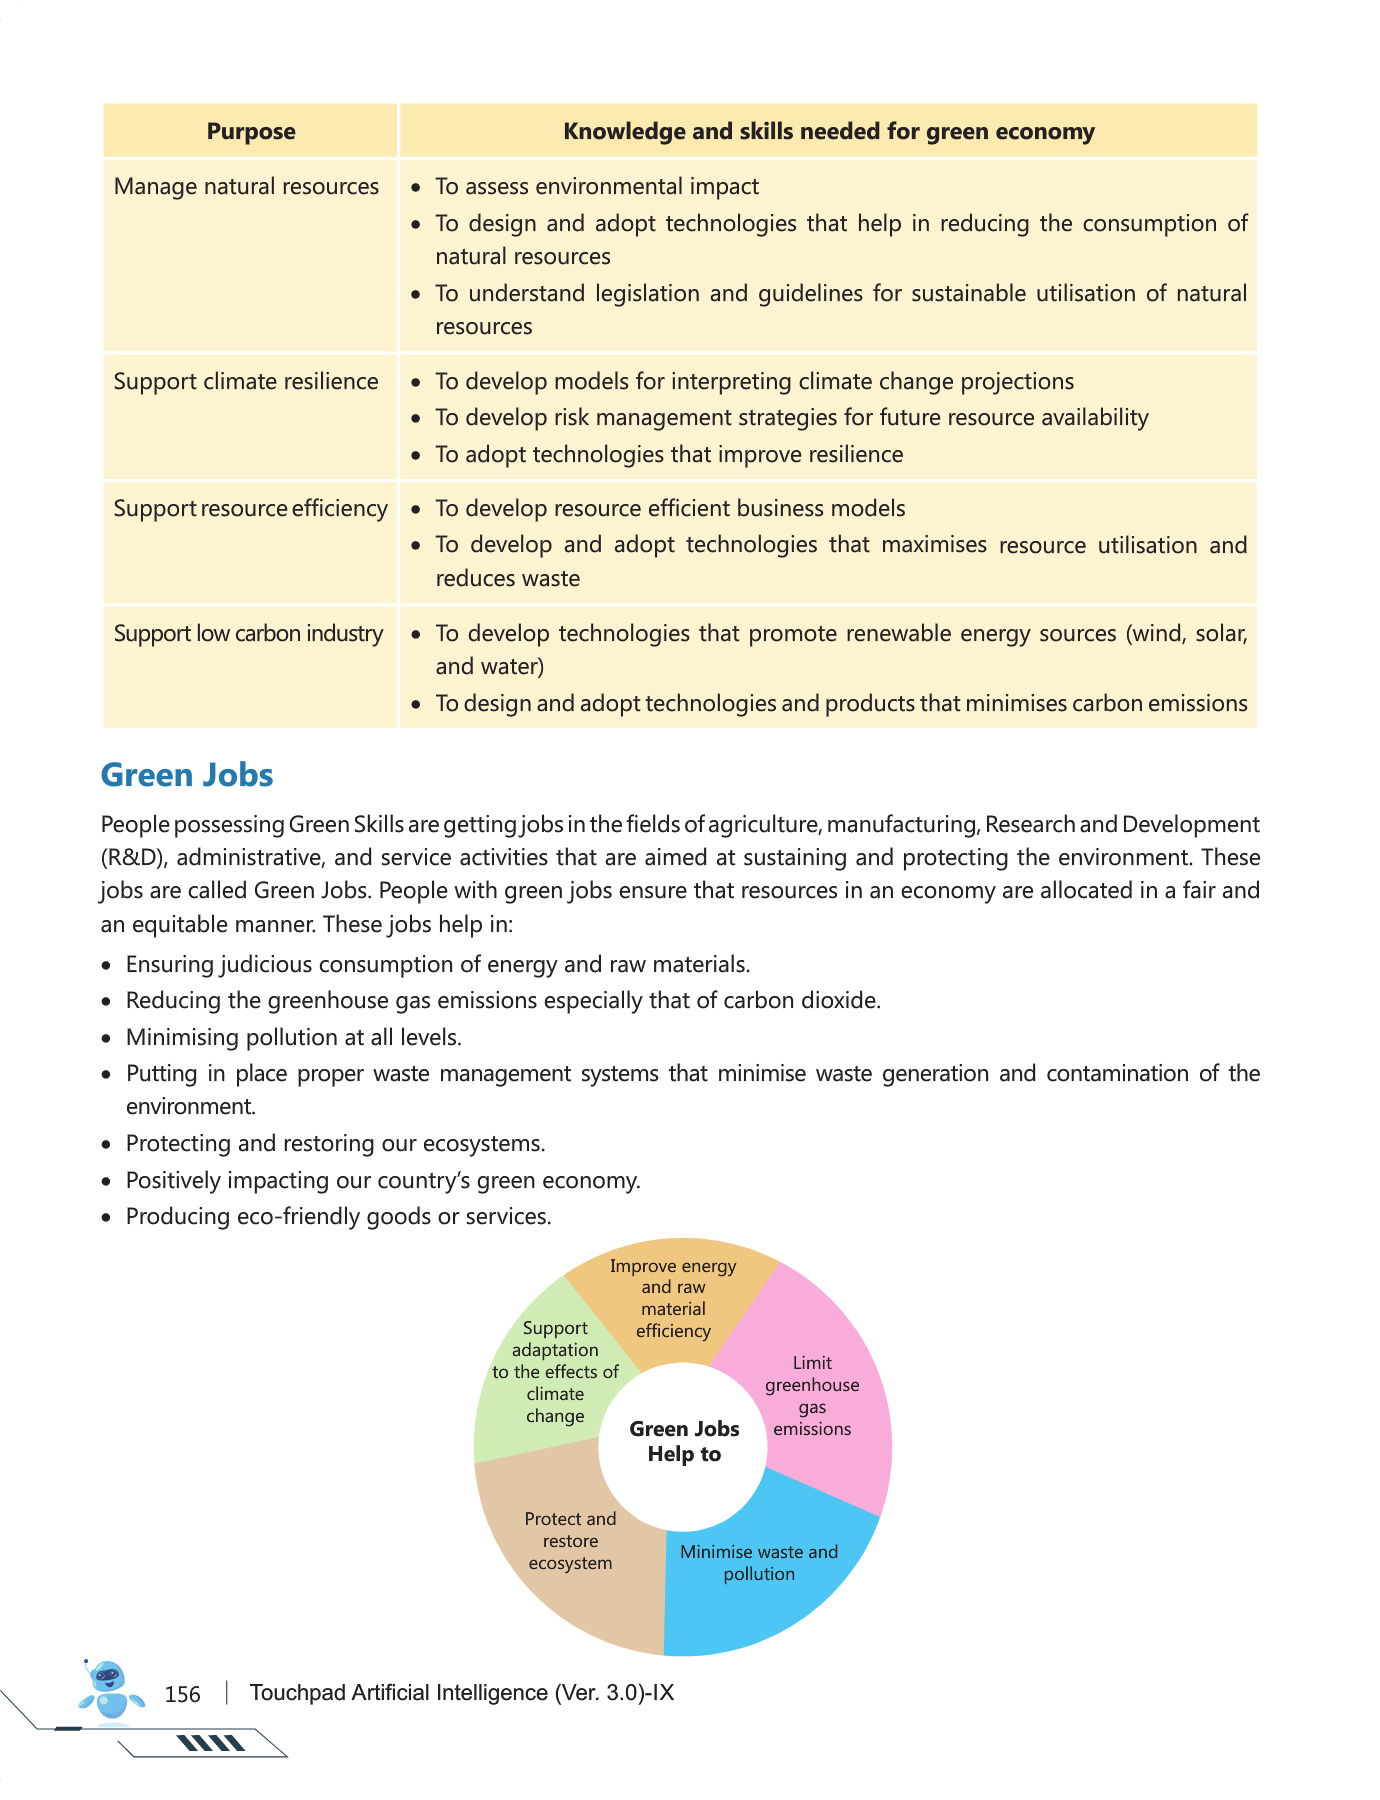 Purpose
Knowledge and skills needed for green economy
Manage natural resources
• To assess environmental impact
• To design and adopt technologies that help in reducing the consumption of
natural resources
• To understand legislation and guidelines for sustainable utilisation of natural
resources
Support climate resilience
• To develop models for interpreting climate change projections
• To develop risk management strategies for future resource availability
• To adopt technologies that improve resilience
Support resource efficiency
• To develop resource efficient business models
• To develop and adopt technologies that maximises resource utilisation and
reduces waste
Support low carbon industry
• To develop technologies that promote renewable energy sources (wind, solar,
and water)
• To design and adopt technologies and products that minimises carbon emissions
Green Jobs
People possessing Green Skills are getting jobs in the fields of agriculture, manufacturing, Research and Development
(R&D), administrative, and service activities that are aimed at sustaining and protecting the environment. These
jobs are called Green Jobs. People with green jobs ensure that resources in an economy are allocated in a fair and
an equitable manner. These jobs help in:
• Ensuring judicious consumption of energy and raw materials.
• Reducing the greenhouse gas emissions especially that of carbon dioxide.
• Minimising pollution at all levels.
• Putting in place proper waste management systems that minimise waste generation and contamination of the
environment.
• Protecting and restoring our ecosystems.
• Positively impacting our country's green economy.
• Producing eco-friendly goods or services.
Improve energy
and raw
material
efficiency
Limit
greenhouse
gas
emissions
Minimise waste and
pollution
Protect and
restore
ecosystem
Support
adaptation
to the effects of
climate
change
Green Jobs
Help to
156
Touchpad Artificial Intelligence (Ver. 3.0)-IX